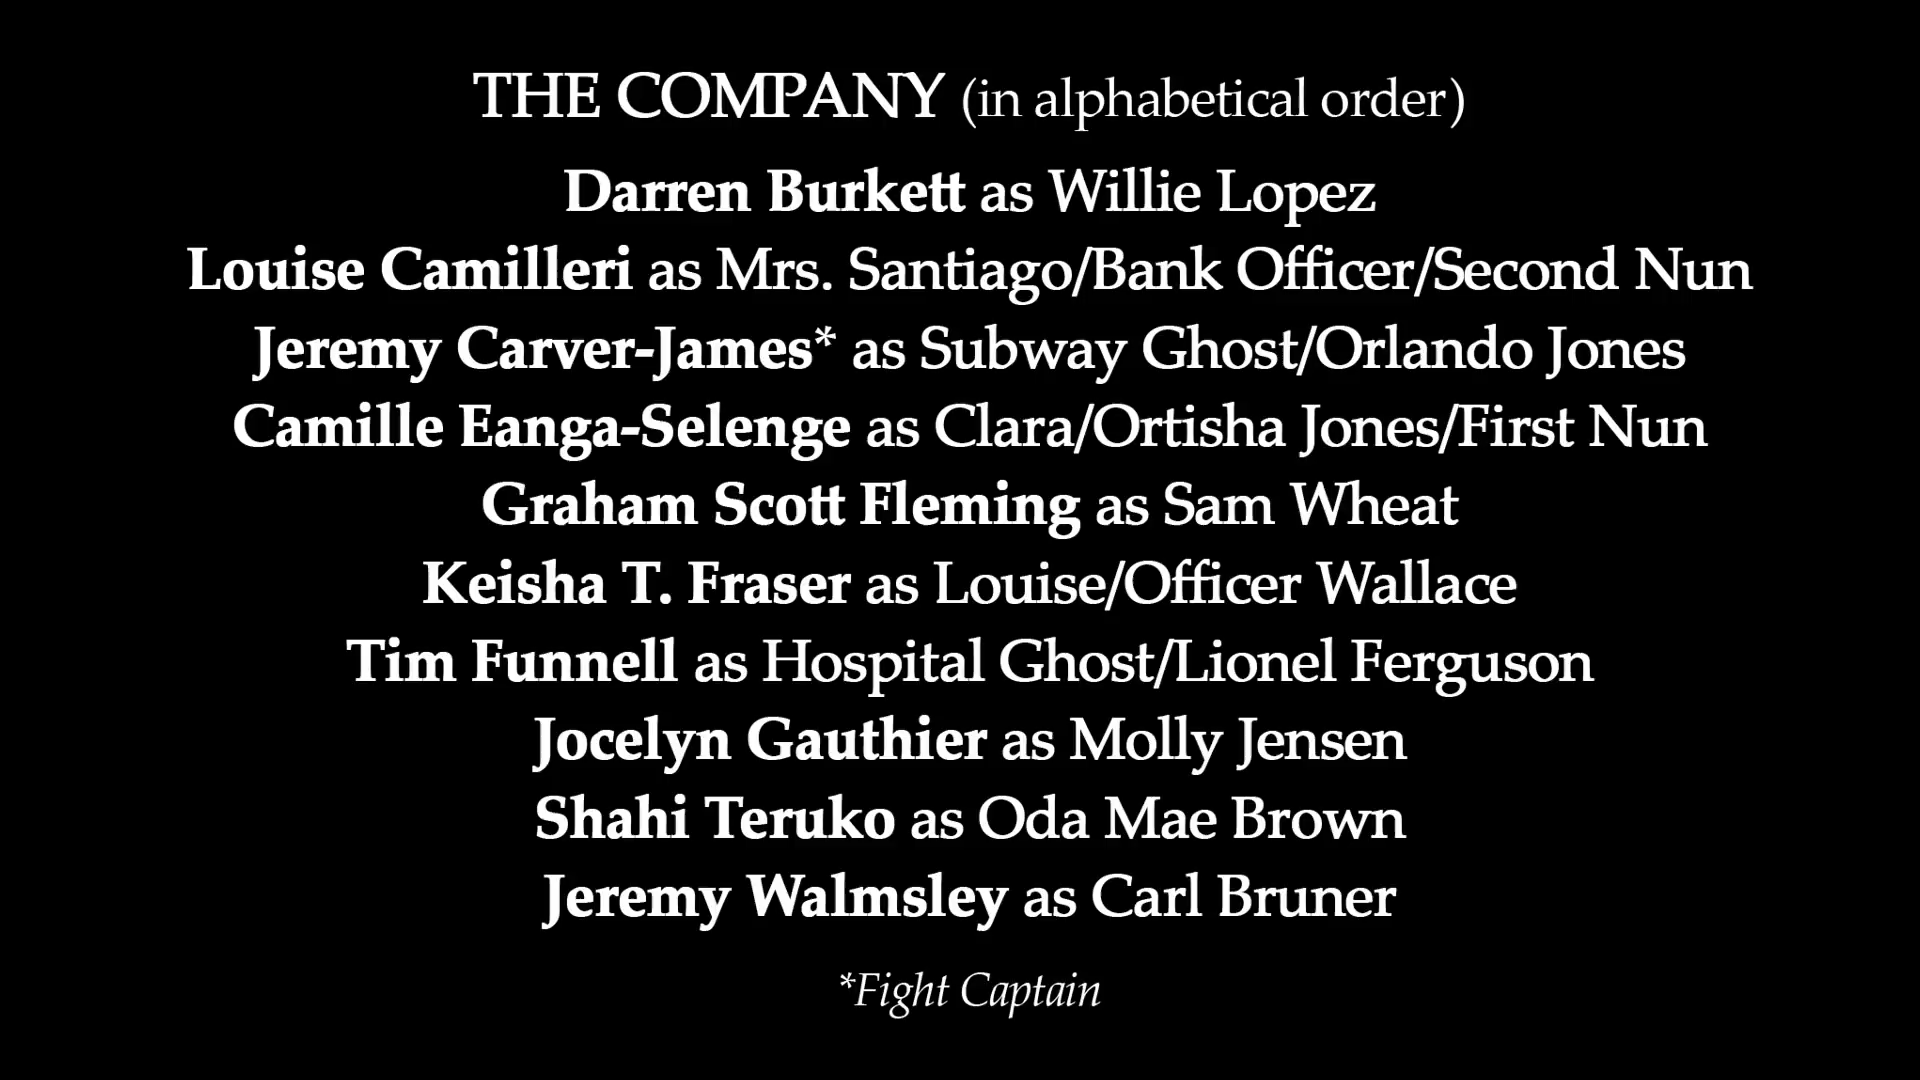 THE COMPANY (in alphabetical order)
Darren Burkett as Willie Lopez
Louise Camilleri as Mrs. Santiago/Bank Officer/Second Nun
Jeremy Carver-James* as Subway Ghost/Orlando Jones
Camille Eanga-Selenge as Clara/Ortisha Jones/First Nun
Graham Scott Fleming as Sam Wheat
Keisha T. Fraser as Louise/Officer Wallace
Tim Funnell as Hospital Ghost/Lionel Ferguson
Jocelyn Gauthier as Molly Jensen
Shahi Teruko as Oda Mae Brown
Jeremy Walmsley as Carl Bruner
*Fight Captain